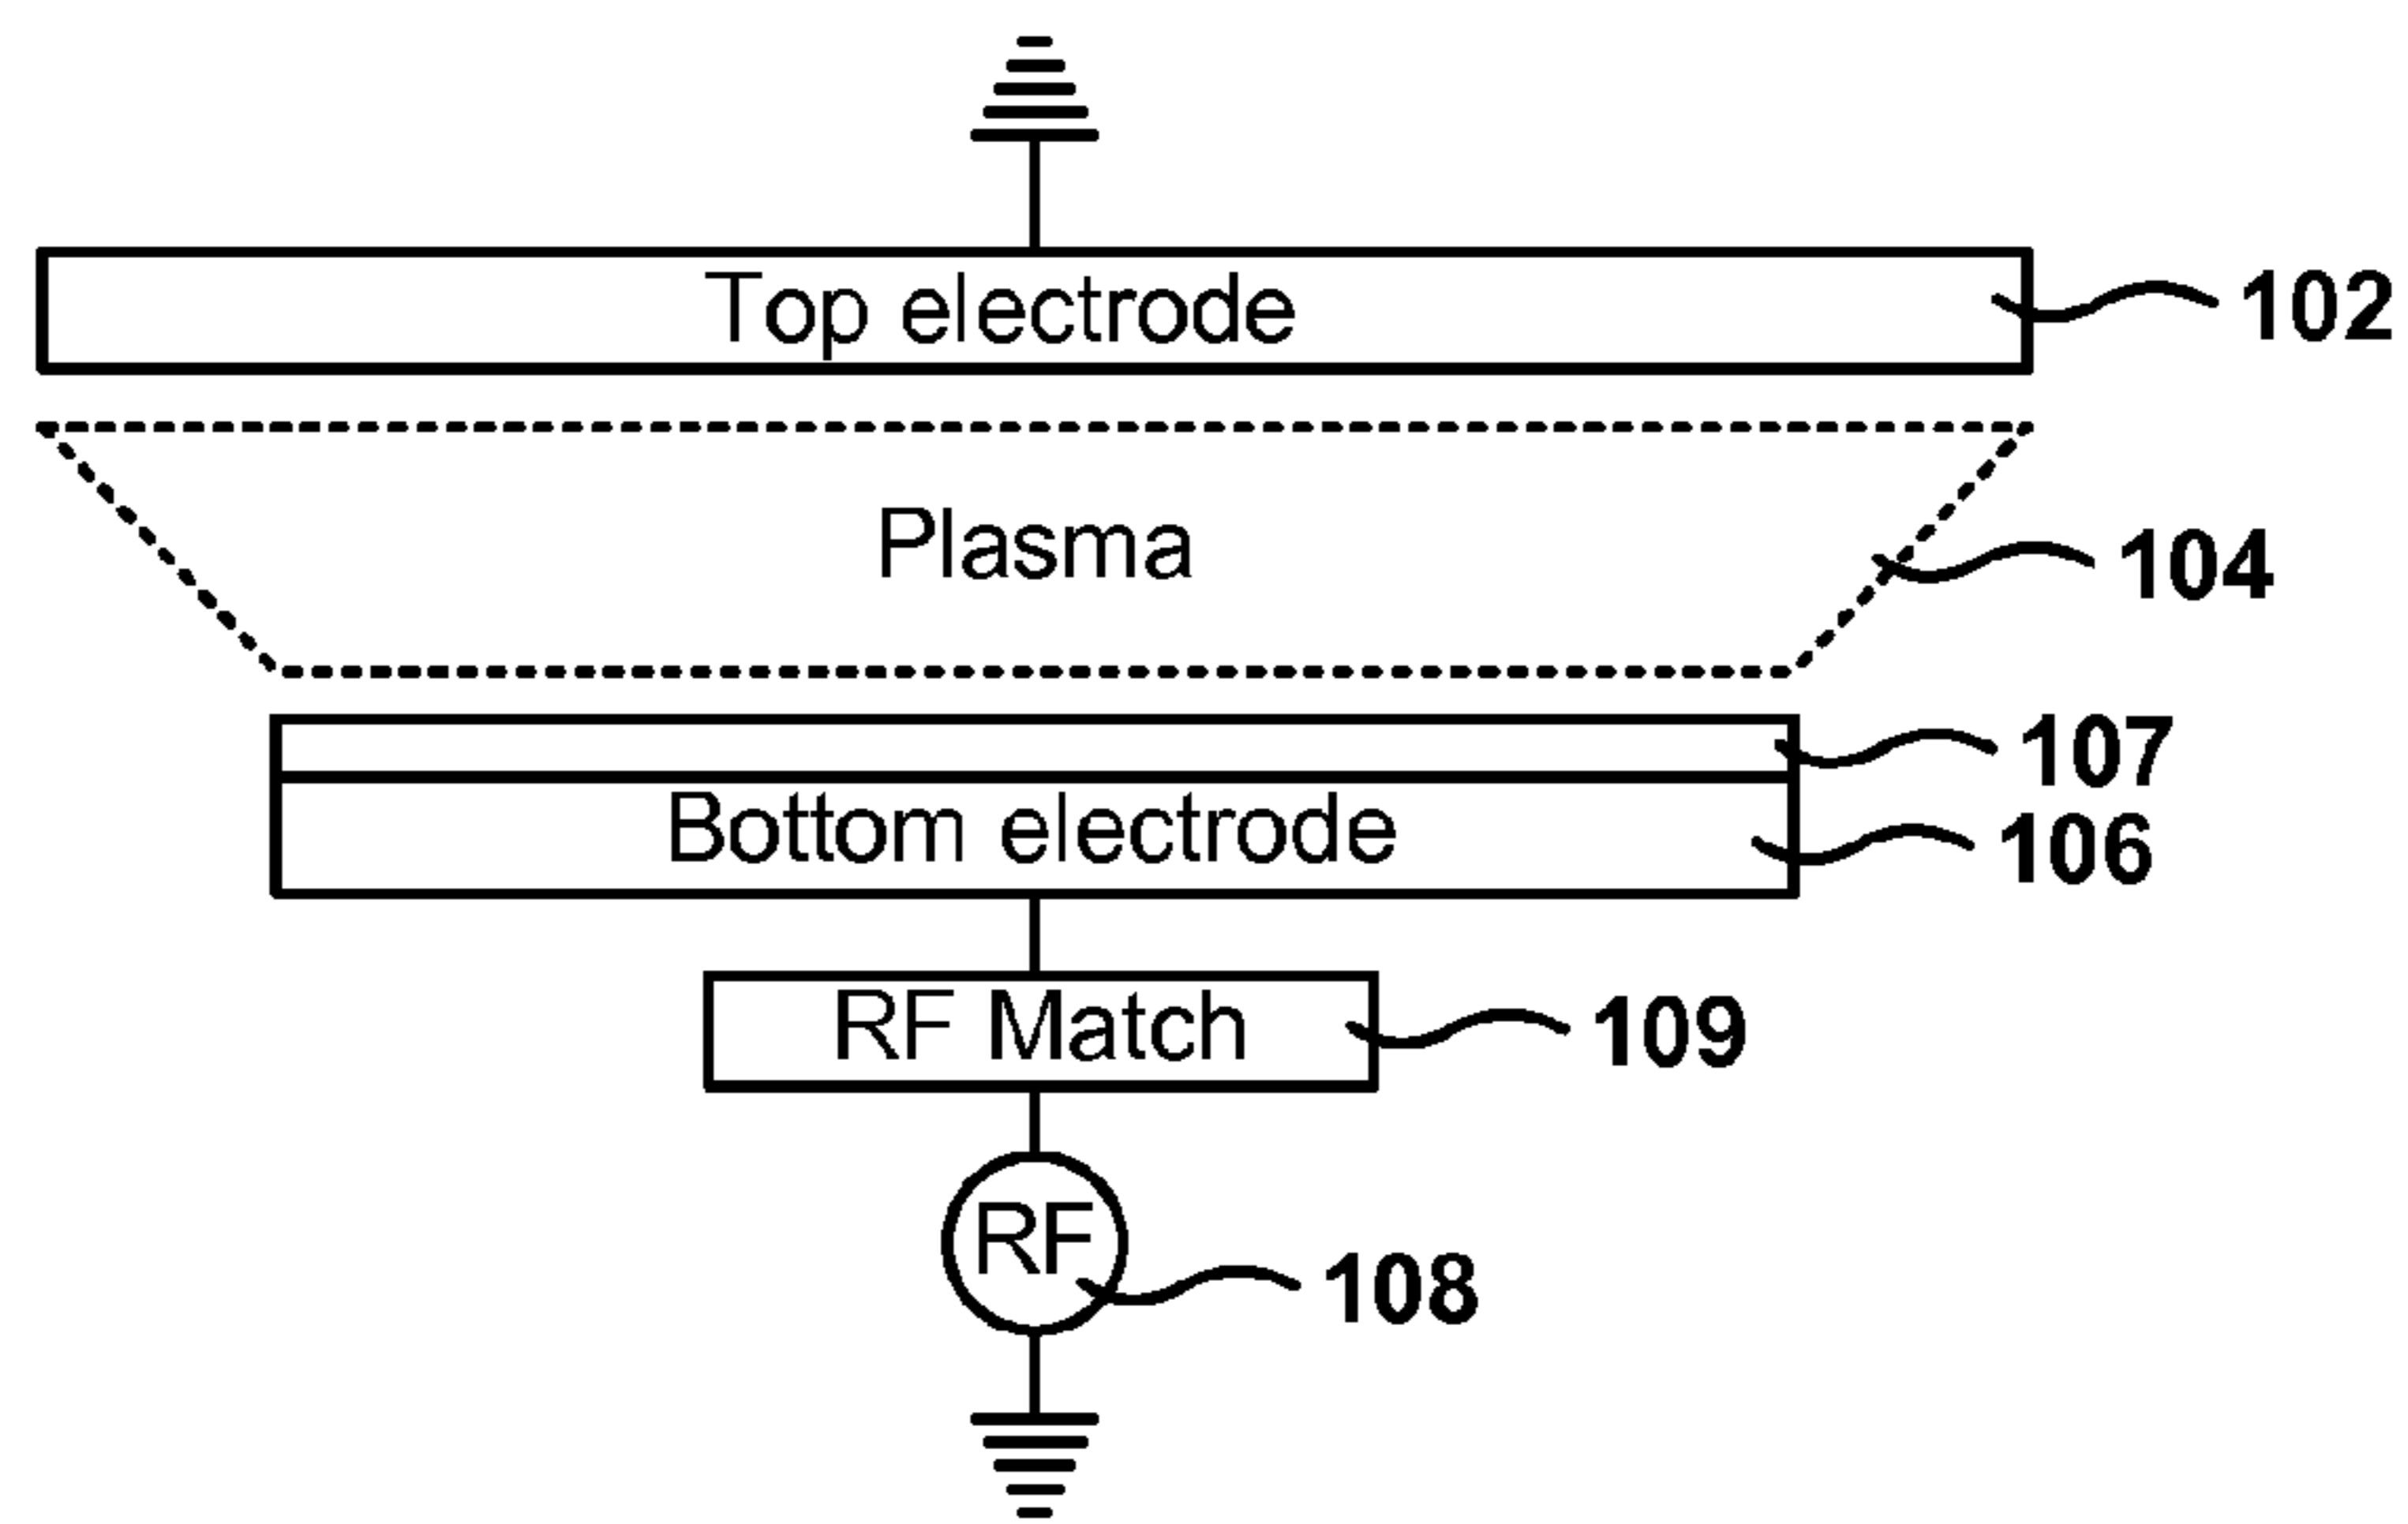 Top electrode 102
Plasma 104
107
Bottom electrode 106
RF Match 109
RF 108